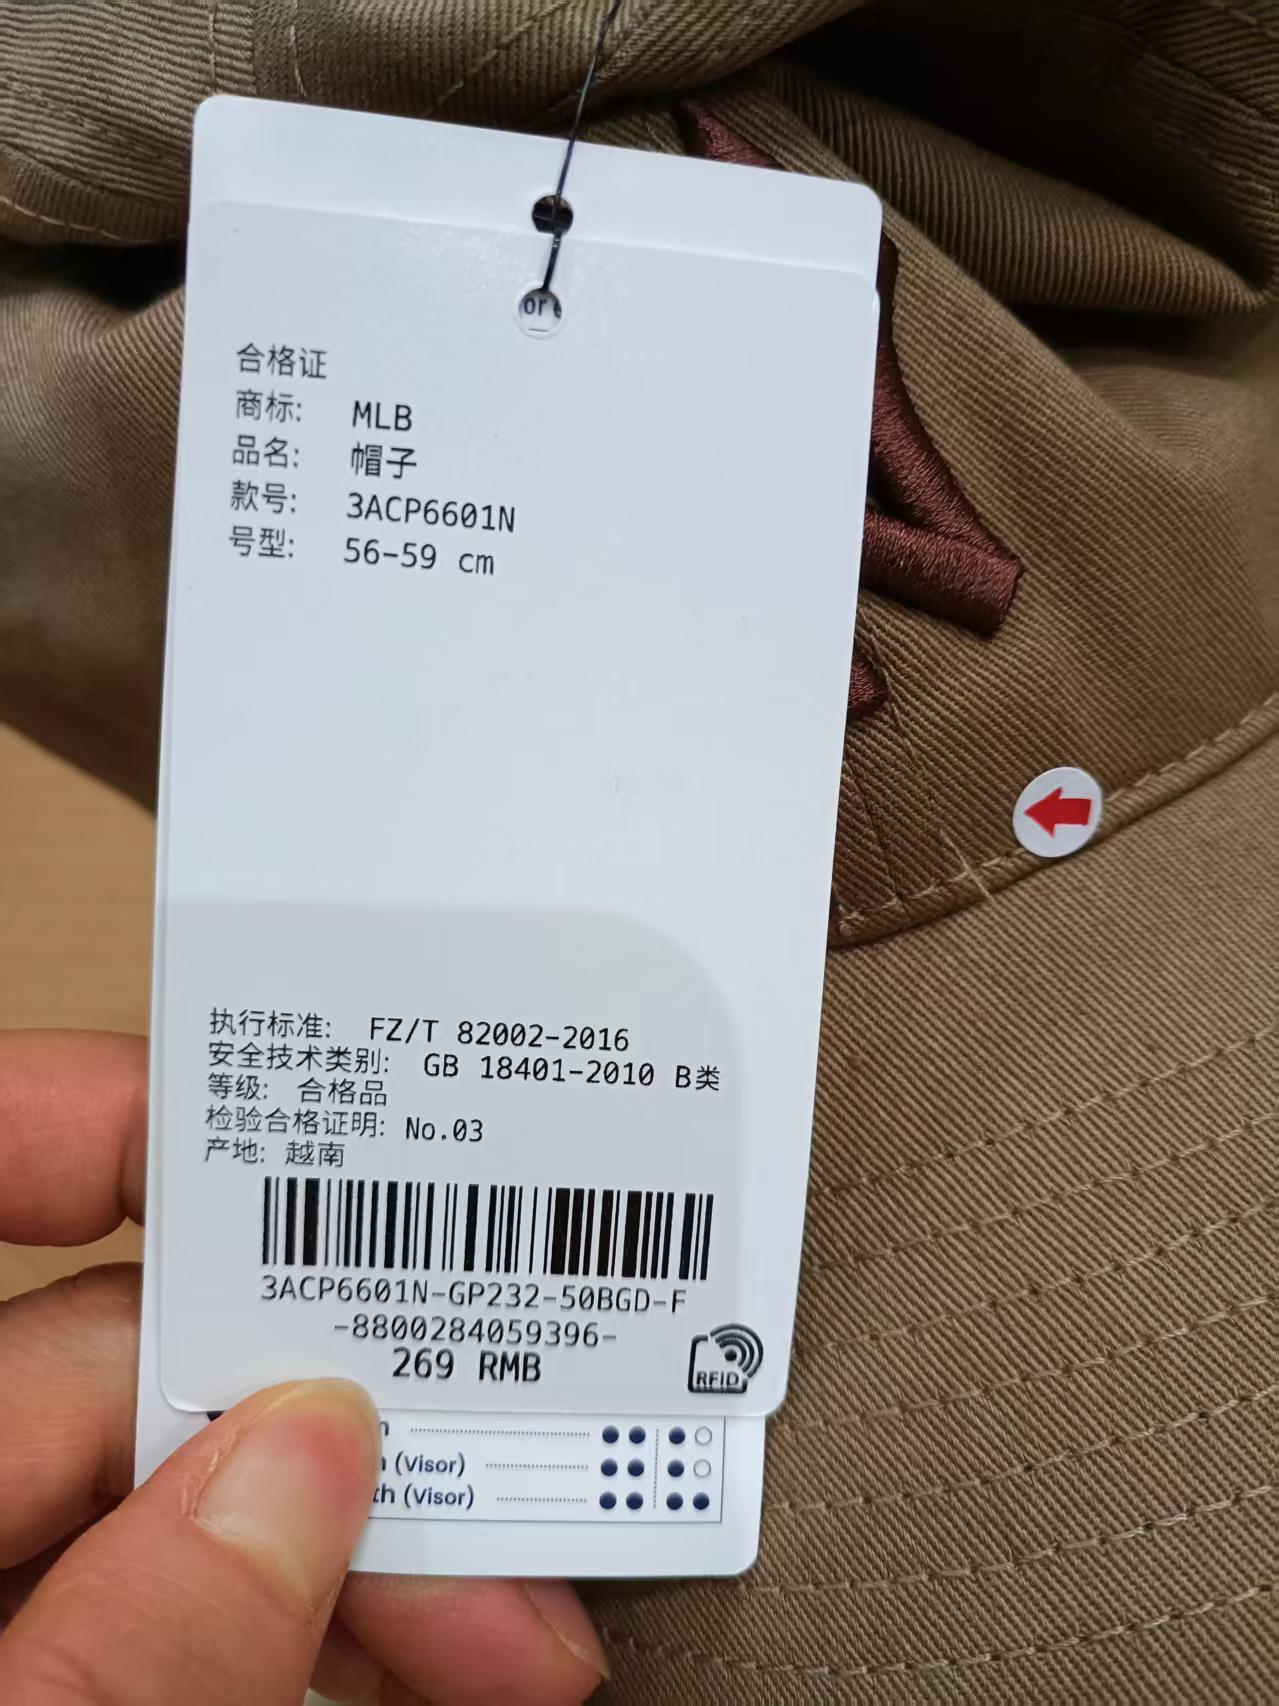 or
合格证
商标: MLB
品名: 帽子
款号: 3ACP6601N
号型: 56-59 cm
执行标准: FZ/T 82002-2016
安全技术类别: GB 18401-2010 B类
等级: 合格品
检验合格证明: No.03
产地: 越南
3ACP6601N-GP232-50BGD-F
-8800284059396-
269 RMB
RFID
(Visor)
(Visor)